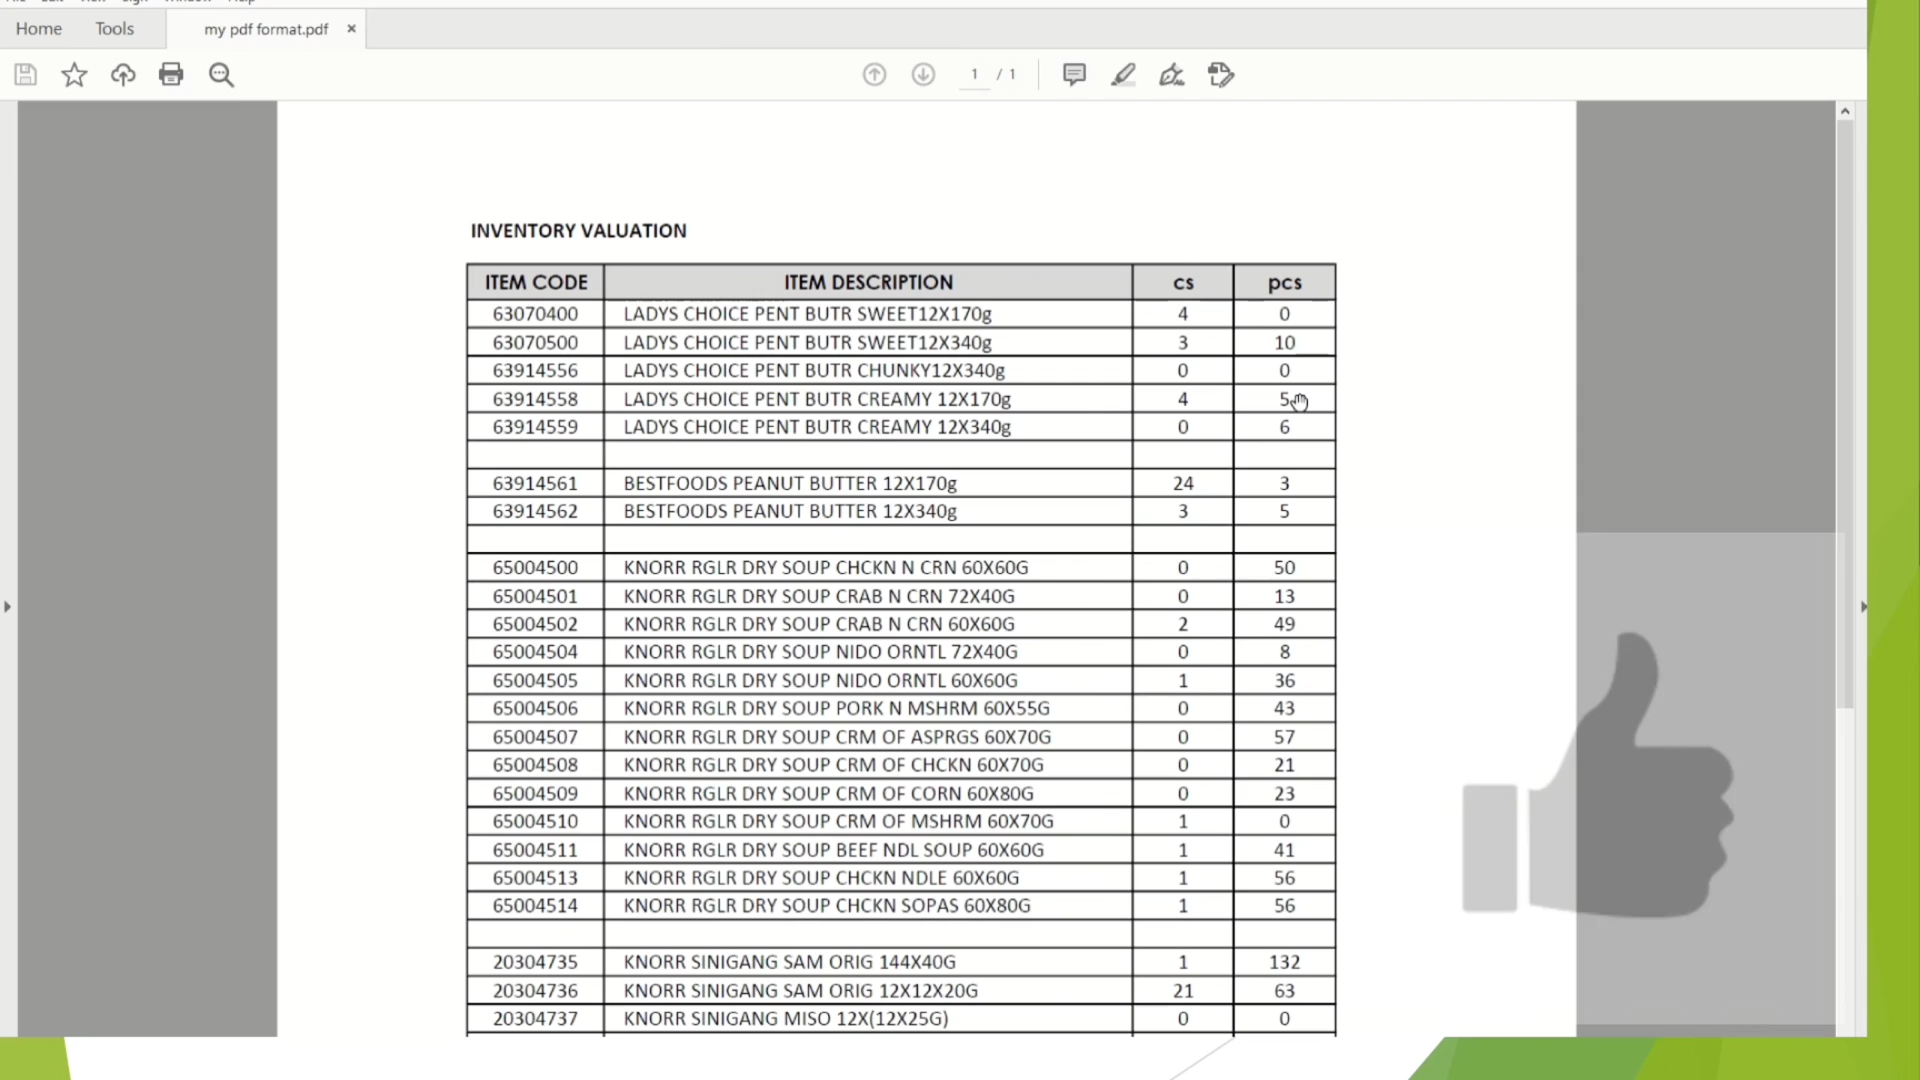 Home Tools my pdf format.pdf ×
1 / 1
INVENTORY VALUATION
ITEM CODE ITEM DESCRIPTION cs pcs
63070400 LADYS CHOICE PENT BUTR SWEET12X170g 4 0
63070500 LADYS CHOICE PENT BUTR SWEET12X340g 3 10
63914556 LADYS CHOICE PENT BUTR CHUNKY12X340g 0 0
63914558 LADYS CHOICE PENT BUTR CREAMY 12X170g 4 5
63914559 LADYS CHOICE PENT BUTR CREAMY 12X340g 0 6
63914561 BESTFOODS PEANUT BUTTER 12X170g 24 3
63914562 BESTFOODS PEANUT BUTTER 12X340g 3 5
65004500 KNORR RGLR DRY SOUP CHCKN N CRN 60X60G 0 50
65004501 KNORR RGLR DRY SOUP CRAB N CRN 72X40G 0 13
65004502 KNORR RGLR DRY SOUP CRAB N CRN 60X60G 2 49
65004504 KNORR RGLR DRY SOUP NIDO ORNTL 72X40G 0 8
65004505 KNORR RGLR DRY SOUP NIDO ORNTL 60X60G 1 36
65004506 KNORR RGLR DRY SOUP PORK N MSHRM 60X55G 0 43
65004507 KNORR RGLR DRY SOUP CRM OF ASPRGS 60X70G 0 57
65004508 KNORR RGLR DRY SOUP CRM OF CHCKN 60X70G 0 21
65004509 KNORR RGLR DRY SOUP CRM OF CORN 60X80G 0 23
65004510 KNORR RGLR DRY SOUP CRM OF MSHRM 60X70G 1 0
65004511 KNORR RGLR DRY SOUP BEEF NDL SOUP 60X60G 1 41
65004513 KNORR RGLR DRY SOUP CHCKN NDLE 60X60G 1 56
65004514 KNORR RGLR DRY SOUP CHCKN SOPAS 60X80G 1 56
20304735 KNORR SINIGANG SAM ORIG 144X40G 1 132
20304736 KNORR SINIGANG SAM ORIG 12X12X20G 21 63
20304737 KNORR SINIGANG MISO 12X(12X25G) 0 0